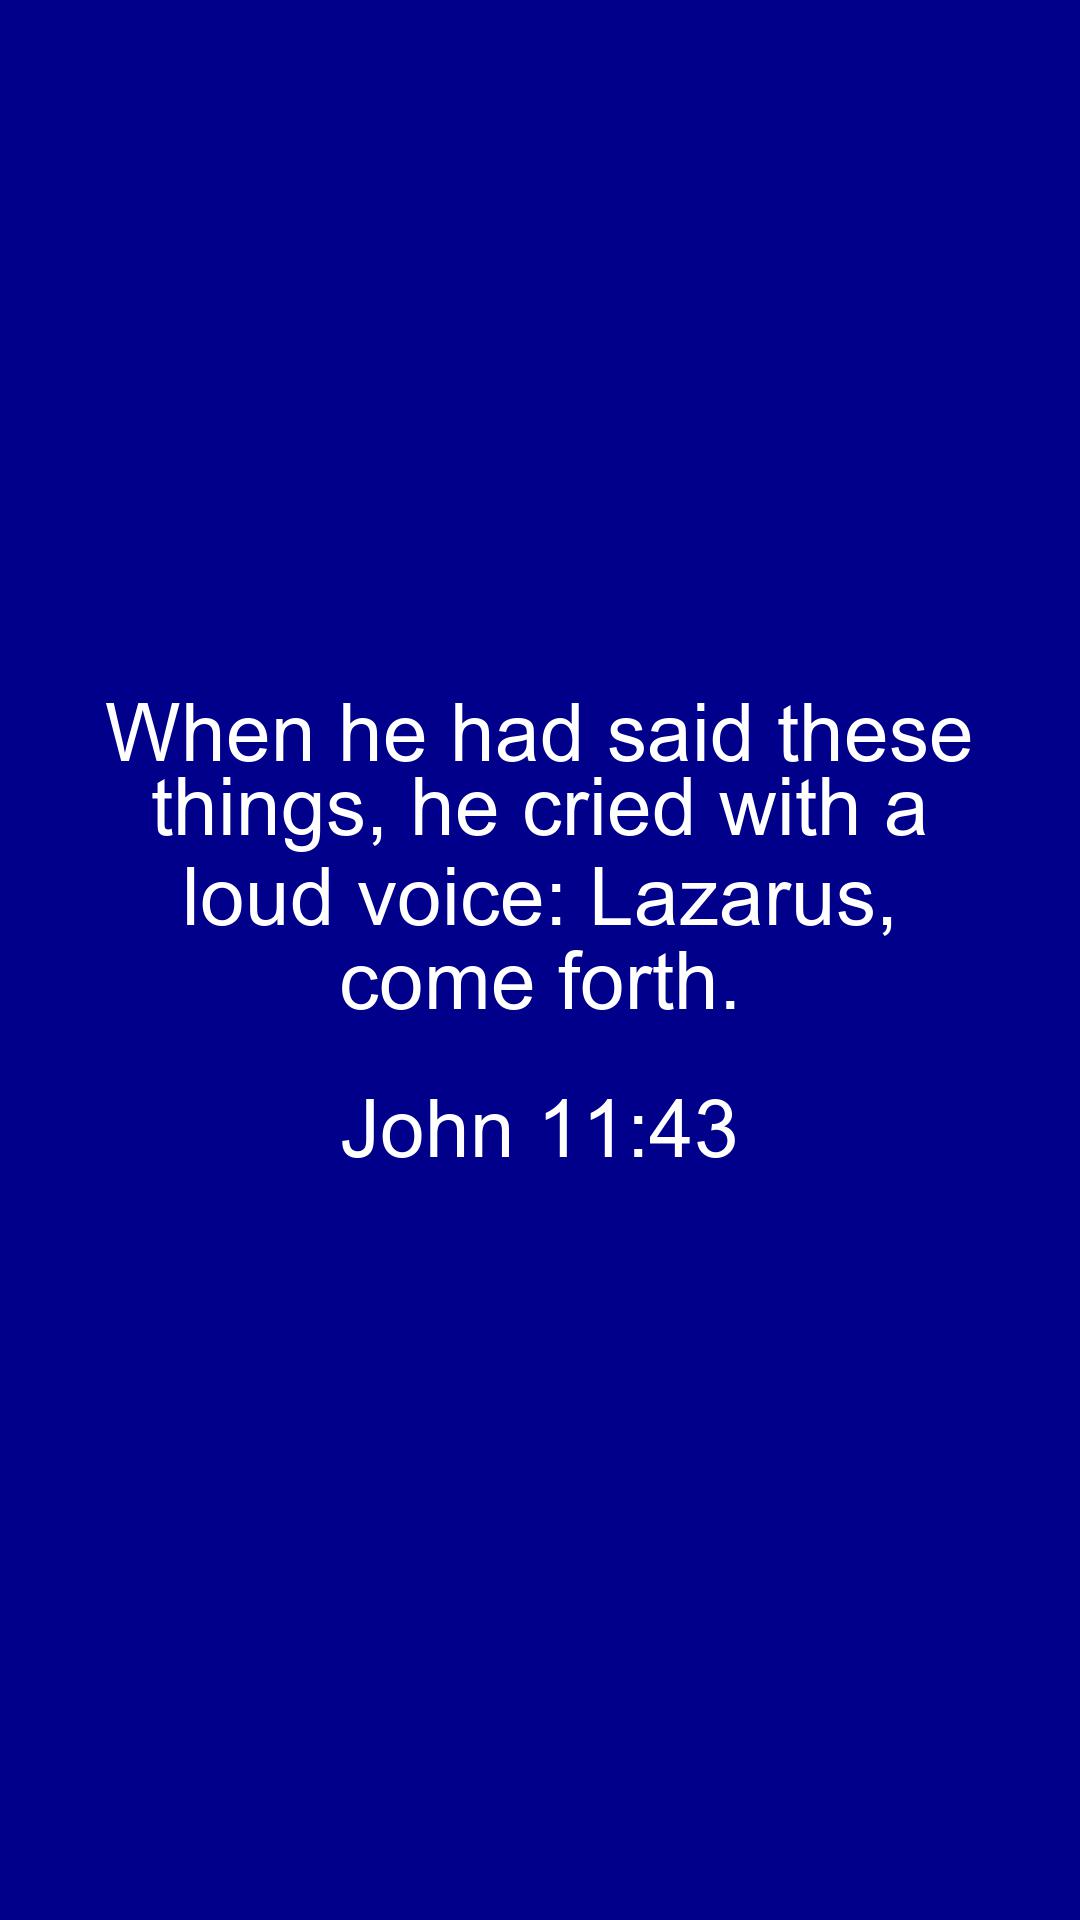 When he had said these
things, he cried with a
loud voice: Lazarus,
come forth.
John 11:43